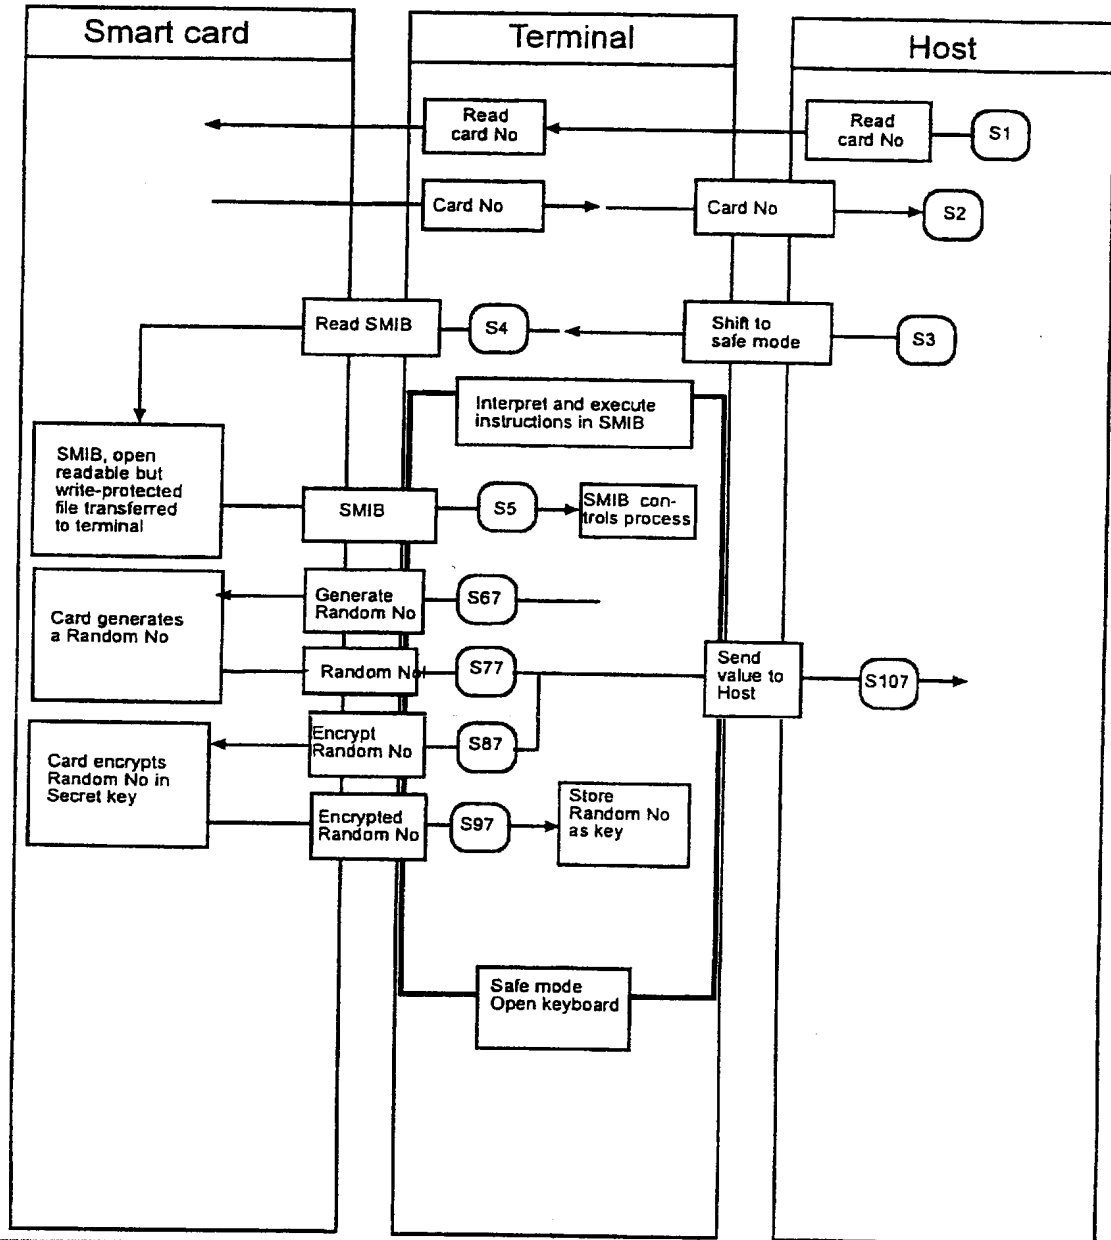 Smart card
Terminal
Host
Read
card No
Read
card No
S1
Card No
Card No
S2
Read SMIB
S4
Shift to
safe mode
S3
Interpret and execute
instructions in SMIB
SMIB, open
readable but
write-protected
file transferred
to terminal
SMIB
S5
SMIB con-
trols process
Card generates
a Random No
Generate
Random No
S67
Random No
S77
Send
value to
Host
S107
Encrypt
Random No
S87
Card encrypts
Random No in
Secret key
Encrypted
Random No
S97
Store
Random No
as key
Safe mode
Open keyboard